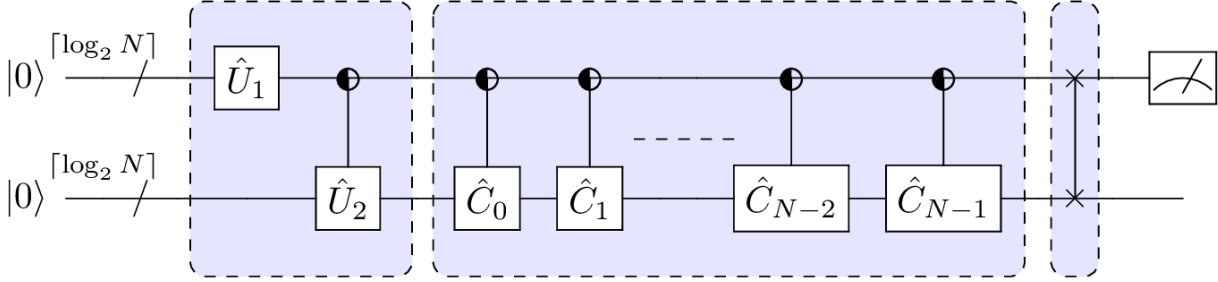 ⌈log₂ N⌉
|0⟩ Û₁
⌈log₂ N⌉
|0⟩ Û₂ Ĉ₀ Ĉ₁ Ĉ_{N−2} Ĉ_{N−1}